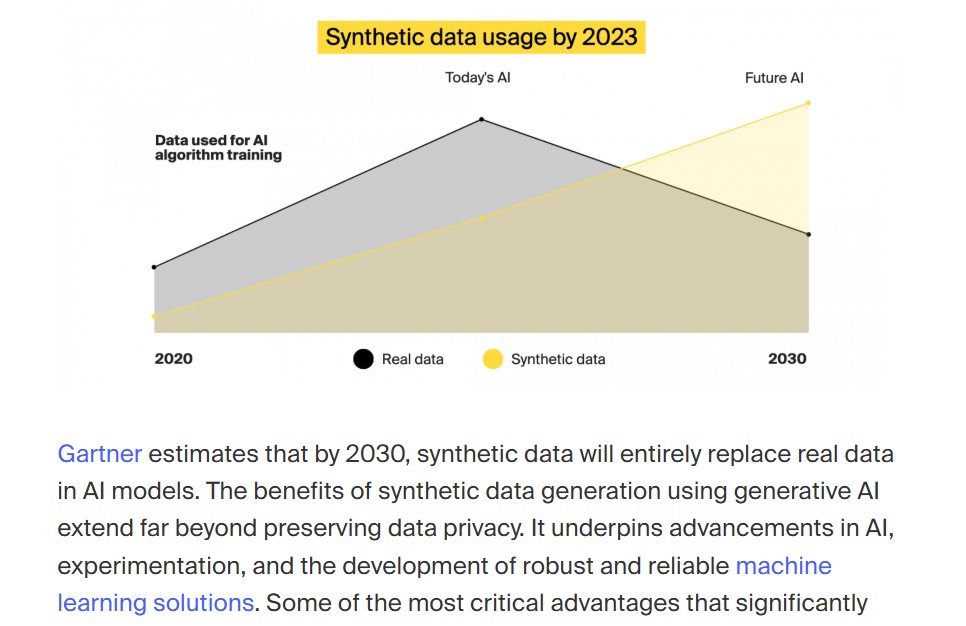 Synthetic data usage by 2023
Today's AI
Future AI
Data used for AI
algorithm training
2020
Real data
Synthetic data
2030
Gartner estimates that by 2030, synthetic data will entirely replace real data
in AI models. The benefits of synthetic data generation using generative AI
extend far beyond preserving data privacy. It underpins advancements in AI,
experimentation, and the development of robust and reliable machine
learning solutions. Some of the most critical advantages that significantly